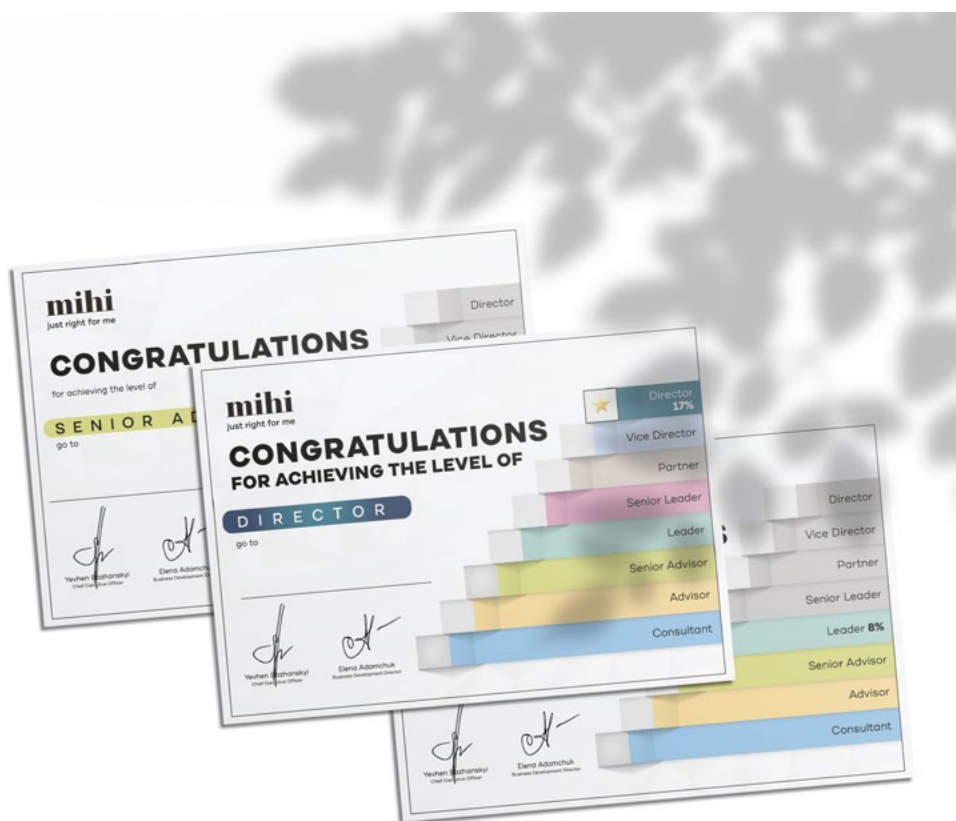 mihi
just right for me
CONGRATULATIONS
for achieving the level of
SENIOR
go to
Yevhen
Chief Executive Officer
Elena Adamchuk
Business Development
Director
Vice Director
mihi
just right for me
CONGRATULATIONS
FOR ACHIEVING THE LEVEL OF
DIRECTOR
go to
Yevhen Bazhanskyi
Chief Executive Officer
Elena Adamchuk
Business Development Director
Director
17%
Vice Director
Partner
Senior Leader
Leader
Senior Advisor
Advisor
Consultant
Yevhen Bazhanskyi
Chief Executive Officer
Elena Adamchuk
Business Development Director
Director
Vice Director
Partner
Senior Leader
Leader 8%
Senior Advisor
Advisor
Consultant